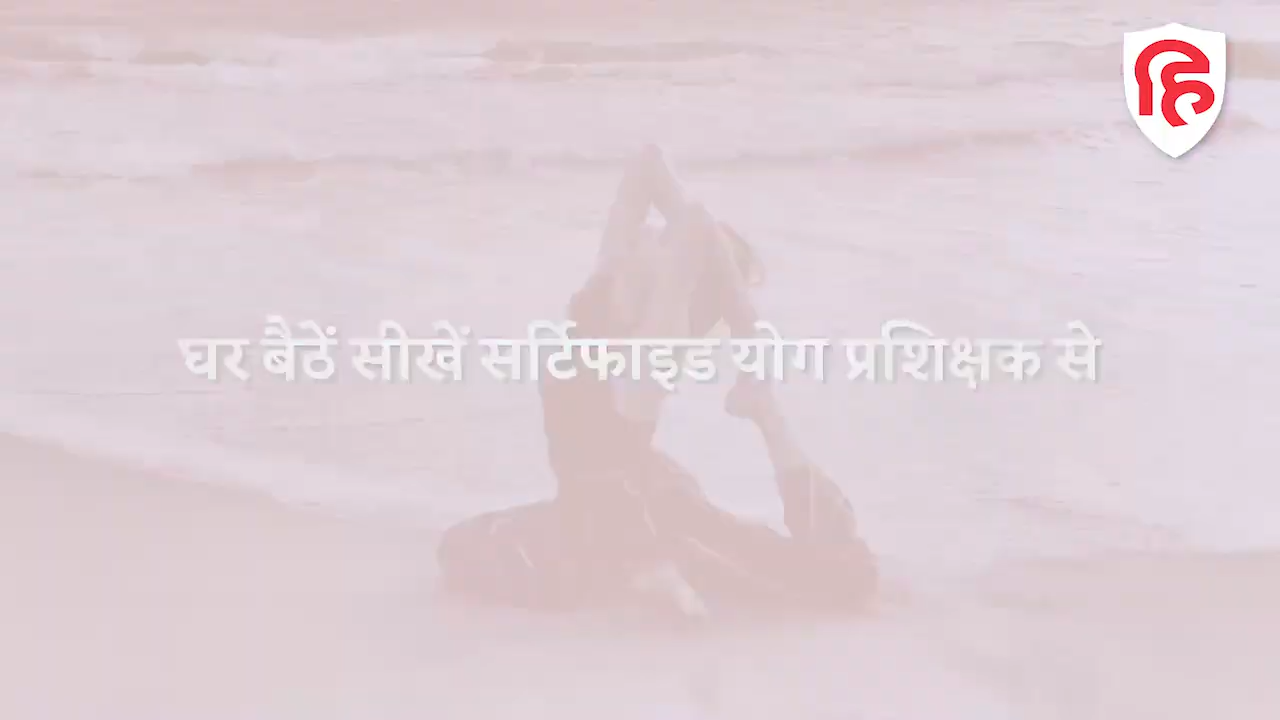 हि
घर बैठें सीखें सर्टिफाइड योग प्रशिक्षक से